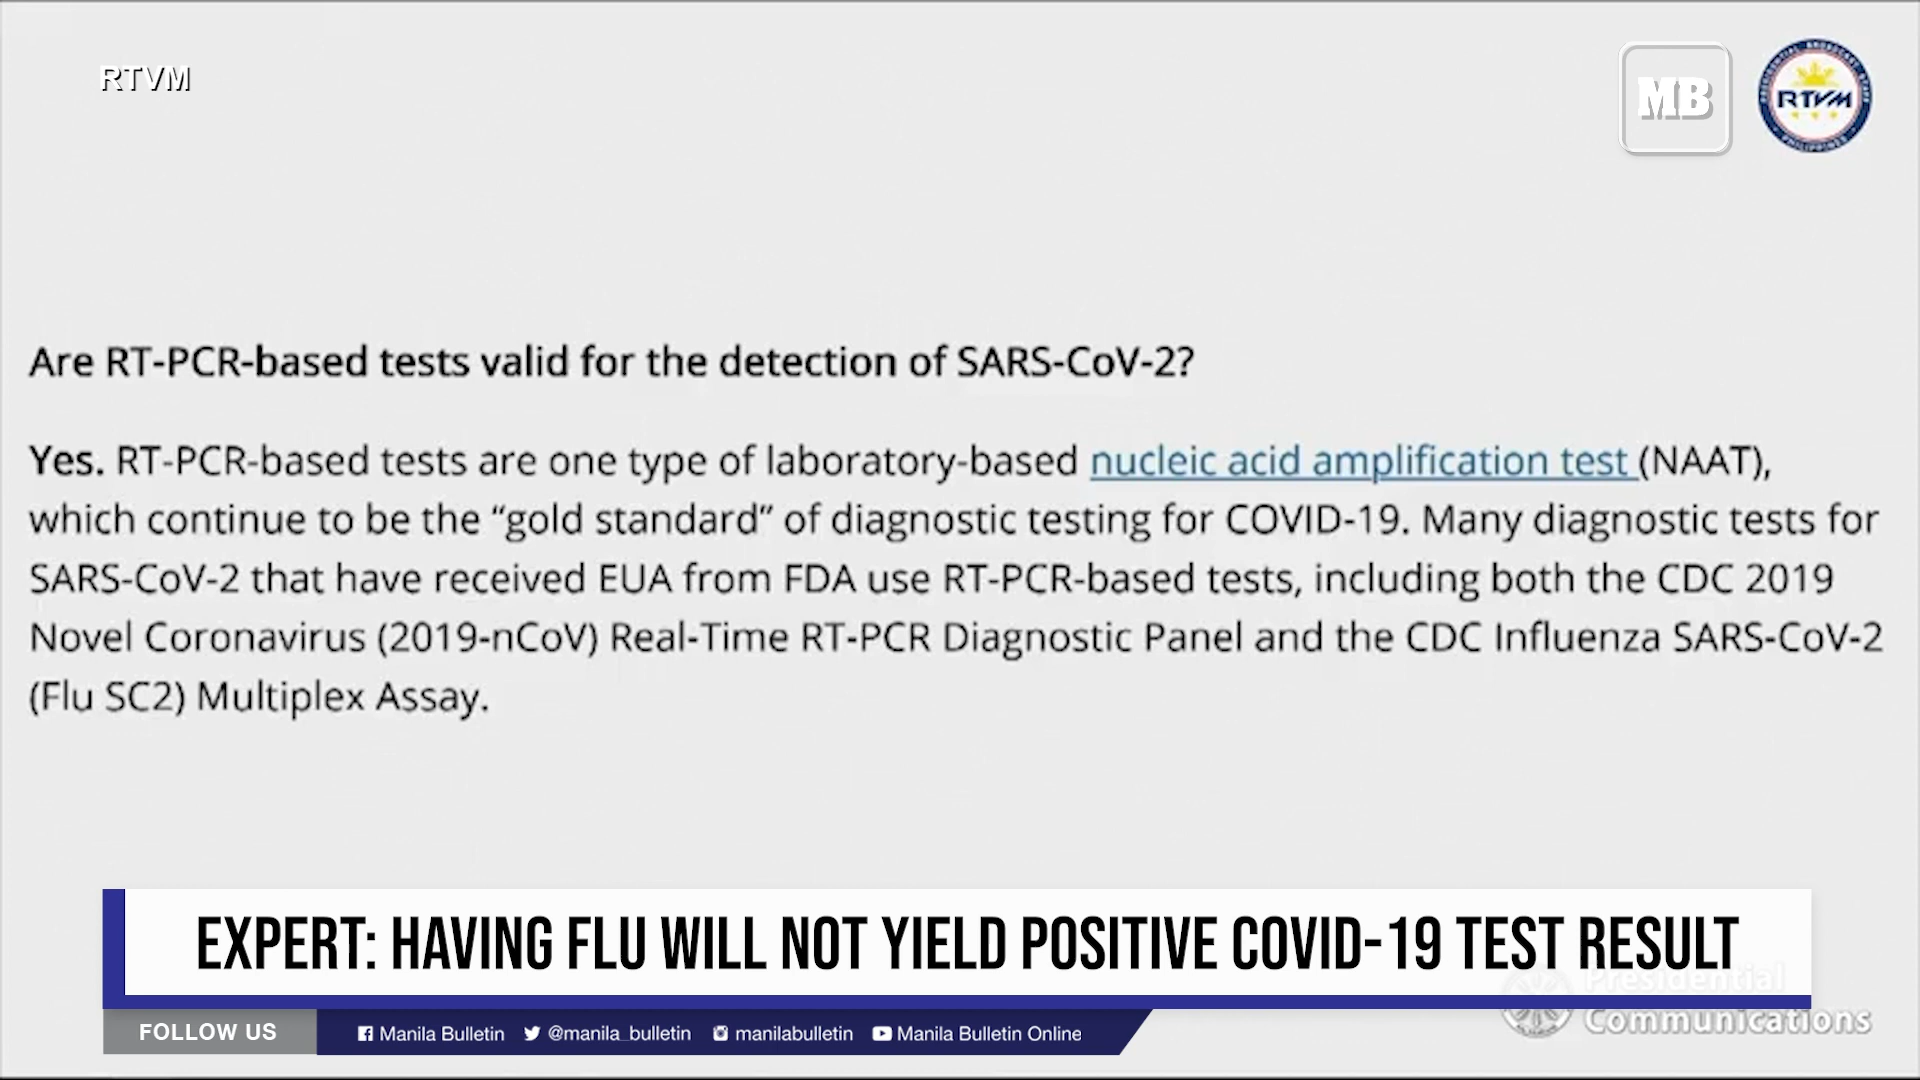 RTVM
MB
PRESIDENTIAL BROADCAST STAFF
RTVM
PHILIPPINES
Are RT-PCR-based tests valid for the detection of SARS-CoV-2?
Yes. RT-PCR-based tests are one type of laboratory-based nucleic acid amplification test (NAAT),
which continue to be the “gold standard” of diagnostic testing for COVID-19. Many diagnostic tests for
SARS-CoV-2 that have received EUA from FDA use RT-PCR-based tests, including both the CDC 2019
Novel Coronavirus (2019-nCoV) Real-Time RT-PCR Diagnostic Panel and the CDC Influenza SARS-CoV-2
(Flu SC2) Multiplex Assay.
EXPERT: HAVING FLU WILL NOT YIELD POSITIVE COVID-19 TEST RESULT
Presidential
Communications
FOLLOW US
Manila Bulletin @manila_bulletin manilabulletin Manila Bulletin Online